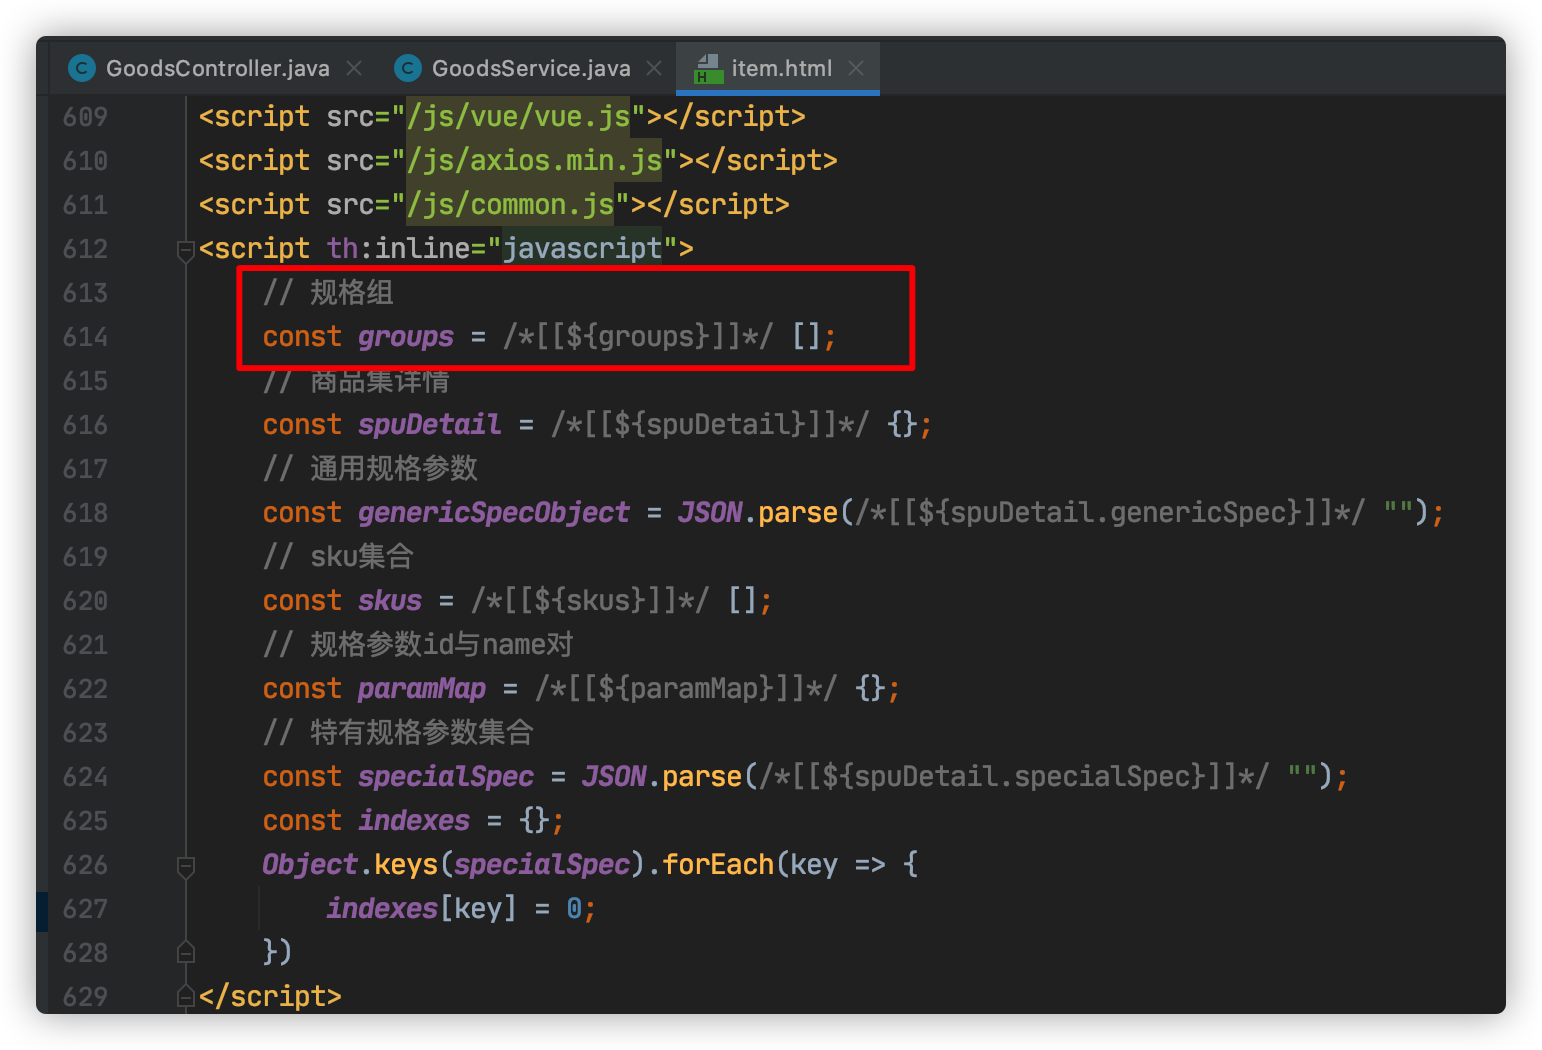 GoodsController.java GoodsService.java item.html
609 <script src="/js/vue/vue.js"></script>
610 <script src="/js/axios.min.js"></script>
611 <script src="/js/common.js"></script>
612 <script th:inline="javascript">
613 // 规格组
614 const groups = /*[[${groups}]]*/ [];
615 // 商品集详情
616 const spuDetail = /*[[${spuDetail}]]*/ {};
617 // 通用规格参数
618 const genericSpecObject = JSON.parse(/*[[${spuDetail.genericSpec}]]*/ "");
619 // sku集合
620 const skus = /*[[${skus}]]*/ [];
621 // 规格参数id与name对
622 const paramMap = /*[[${paramMap}]]*/ {};
623 // 特有规格参数集合
624 const specialSpec = JSON.parse(/*[[${spuDetail.specialSpec}]]*/ "");
625 const indexes = {};
626 Object.keys(specialSpec).forEach(key => {
627 indexes[key] = 0;
628 })
629 </script>